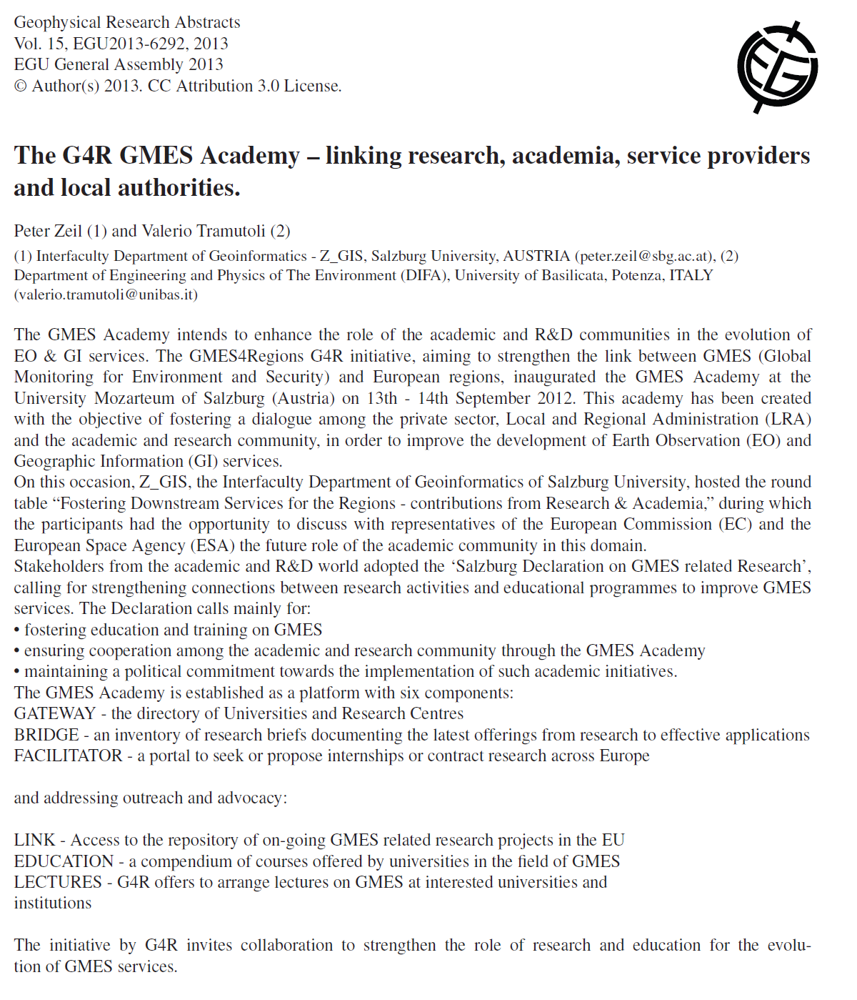 Geophysical Research Abstracts
Vol. 15, EGU2013-6292, 2013
EGU General Assembly 2013
© Author(s) 2013. CC Attribution 3.0 License.
EGU
The G4R GMES Academy – linking research, academia, service providers
and local authorities.
Peter Zeil (1) and Valerio Tramutoli (2)
(1) Interfaculty Department of Geoinformatics - Z_GIS, Salzburg University, AUSTRIA (peter.zeil@sbg.ac.at), (2)
Department of Engineering and Physics of The Environment (DIFA), University of Basilicata, Potenza, ITALY
(valerio.tramutoli@unibas.it)
The GMES Academy intends to enhance the role of the academic and R&D communities in the evolution of
EO & GI services. The GMES4Regions G4R initiative, aiming to strengthen the link between GMES (Global
Monitoring for Environment and Security) and European regions, inaugurated the GMES Academy at the
University Mozarteum of Salzburg (Austria) on 13th - 14th September 2012. This academy has been created
with the objective of fostering a dialogue among the private sector, Local and Regional Administration (LRA)
and the academic and research community, in order to improve the development of Earth Observation (EO) and
Geographic Information (GI) services.
On this occasion, Z_GIS, the Interfaculty Department of Geoinformatics of Salzburg University, hosted the round
table “Fostering Downstream Services for the Regions - contributions from Research & Academia,” during which
the participants had the opportunity to discuss with representatives of the European Commission (EC) and the
European Space Agency (ESA) the future role of the academic community in this domain.
Stakeholders from the academic and R&D world adopted the ‘Salzburg Declaration on GMES related Research’,
calling for strengthening connections between research activities and educational programmes to improve GMES
services. The Declaration calls mainly for:
• fostering education and training on GMES
• ensuring cooperation among the academic and research community through the GMES Academy
• maintaining a political commitment towards the implementation of such academic initiatives.
The GMES Academy is established as a platform with six components:
GATEWAY - the directory of Universities and Research Centres
BRIDGE - an inventory of research briefs documenting the latest offerings from research to effective applications
FACILITATOR - a portal to seek or propose internships or contract research across Europe
and addressing outreach and advocacy:
LINK - Access to the repository of on-going GMES related research projects in the EU
EDUCATION - a compendium of courses offered by universities in the field of GMES
LECTURES - G4R offers to arrange lectures on GMES at interested universities and
institutions
The initiative by G4R invites collaboration to strengthen the role of research and education for the evolu-
tion of GMES services.